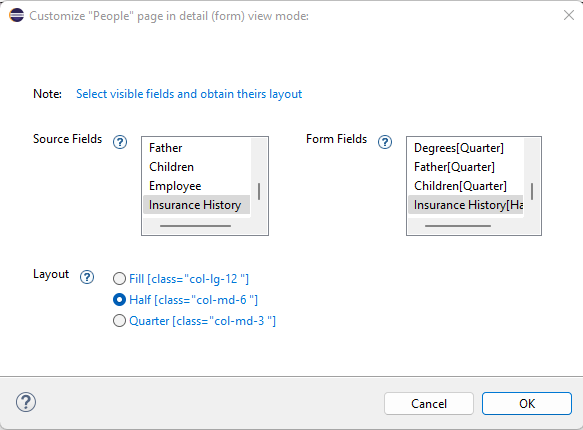 Customize "People" page in detail (form) view mode:
Note: Select visible fields and obtain theirs layout
Source Fields
Father
Children
Employee
Insurance History
Form Fields
Degrees[Quarter]
Father[Quarter]
Children[Quarter]
Insurance History[Ha
Layout
Fill [class="col-lg-12 "]
Half [class="col-md-6 "]
Quarter [class="col-md-3 "]
Cancel
OK